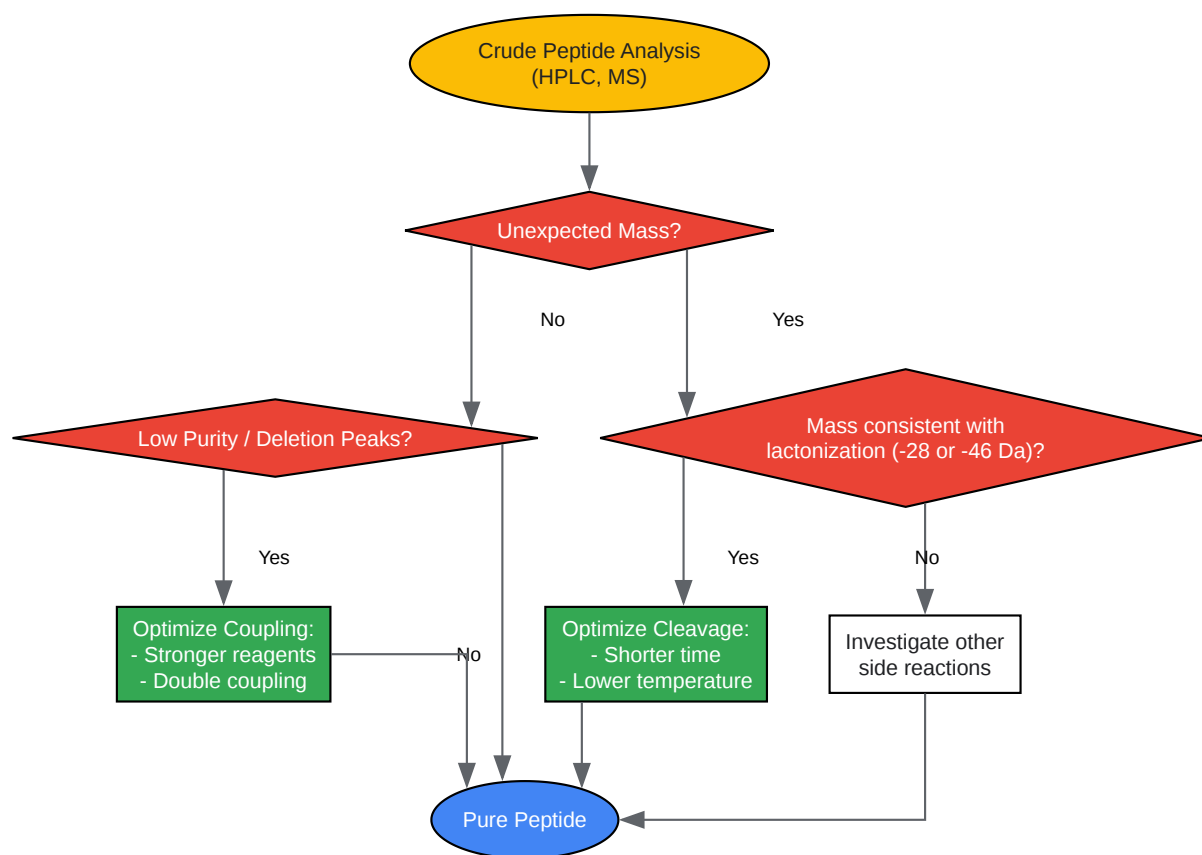 Crude Peptide Analysis
(HPLC, MS)
Unexpected Mass?
No
Yes
Low Purity / Deletion Peaks?
Mass consistent with
lactonization (-28 or -46 Da)?
Yes
Yes
No
Optimize Coupling:
- Stronger reagents
- Double coupling
No
Optimize Cleavage:
- Shorter time
- Lower temperature
Investigate other
side reactions
Pure Peptide